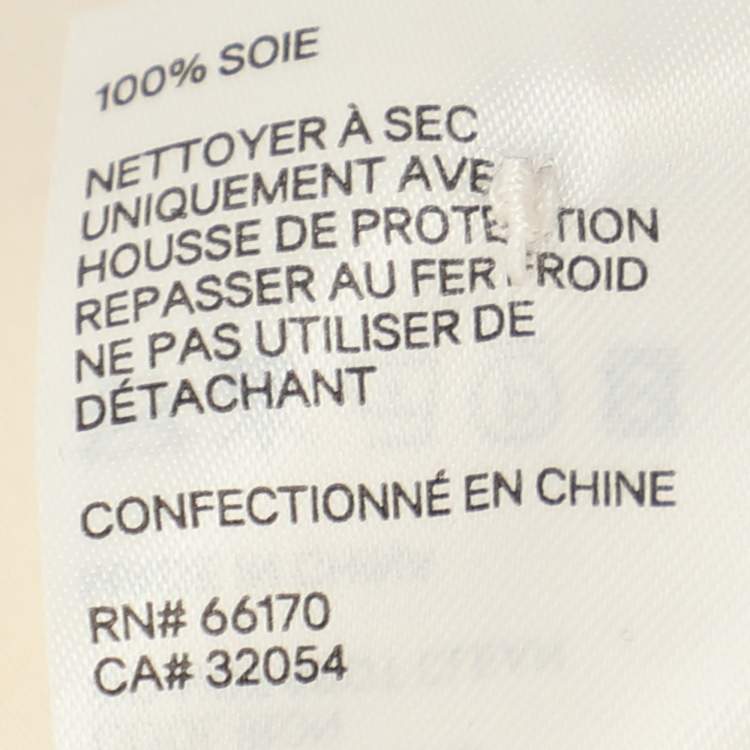 100% SOIE
NETTOYER À SEC
UNIQUEMENT AVE
HOUSSE DE PROTECTION
REPASSER AU FER FROID
NE PAS UTILISER DE
DÉTACHANT
CONFECTIONNÉ EN CHINE
RN# 66170
CA# 32054